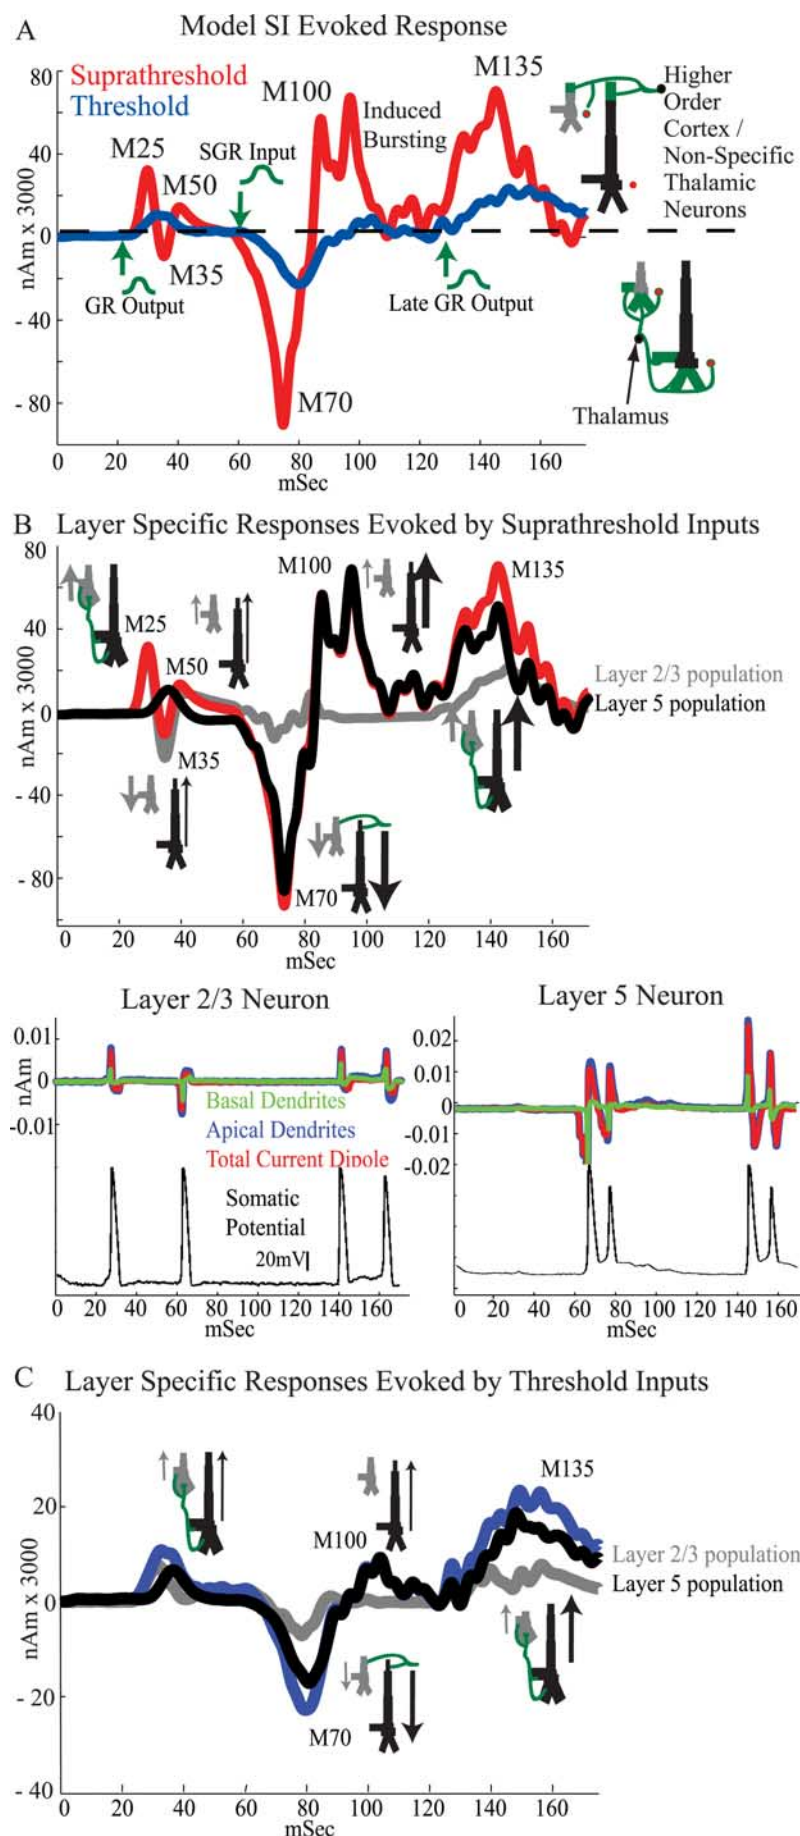 A
Model SI Evoked Response
Suprathreshold
Threshold
M25
M50
M35
SGR Input
GR Output
M100
Induced
Bursting
M70
M135
Late GR Output
Higher
Order
Cortex /
Non-Specific
Thalamic
Neurons
Thalamus
nAm x 3000
80
40
0
- 40
- 80
0 20 40 60 80 100 120 140 160
mSec
B Layer Specific Responses Evoked by Suprathreshold Inputs
M25
M50
M35
M100
M70
M135
Layer 2/3 population
Layer 5 population
nAm x 3000
80
40
0
- 40
- 80
0 20 40 60 80 100 120 140 160
mSec
Layer 2/3 Neuron
nAm
0.01
0
-0.01
Basal Dendrites
Apical Dendrites
Total Current Dipole
Somatic
Potential
20mV
0 20 40 60 80 100 120 140 160
mSec
Layer 5 Neuron
0.02
0.01
0
-0.01
-0.02
0 20 40 60 80 100 120 140 160
mSec
C Layer Specific Responses Evoked by Threshold Inputs
M100
M70
M135
Layer 2/3 population
Layer 5 population
nAm x 3000
40
20
0
- 20
- 40
0 20 40 60 80 100 120 140 160
mSec